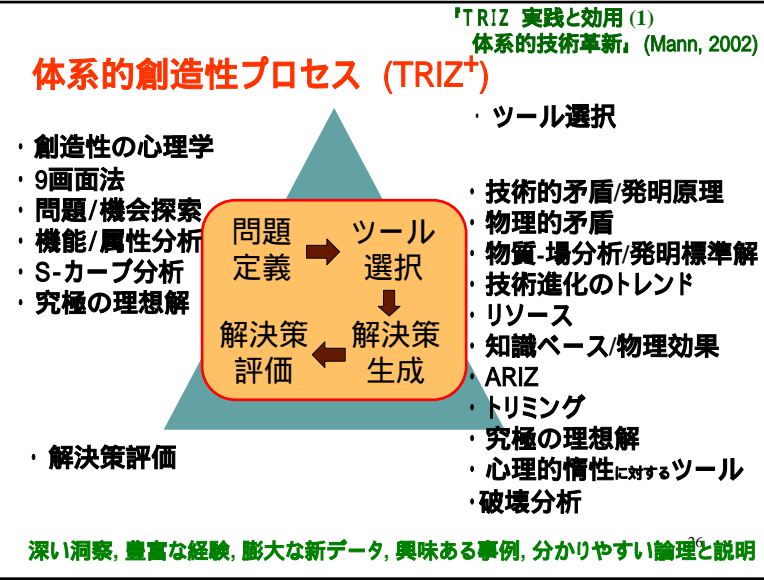 『TRIZ 実践と効用 (1)
体系的技術革新』 (Mann, 2002)
体系的創造性プロセス (TRIZ+)
・ 創造性の心理学
・ 9画面法
・ 問題/機会探索
・ 機能/属性分析
・ S-カーブ分析
・ 究極の理想解
問題
定義
ツール
選択
解決策
評価
解決策
生成
・ ツール選択
・ 技術的矛盾/発明原理
・ 物理的矛盾
・ 物質-場分析/発明標準解
・ 技術進化のトレンド
・ リソース
・ 知識ベース/物理効果
・ ARIZ
・ トリミング
・ 究極の理想解
・ 心理的惰性に対するツール
・破壊分析
・ 解決策評価
26
深い洞察, 豊富な経験, 膨大な新データ, 興味ある事例, 分かりやすい論理と説明